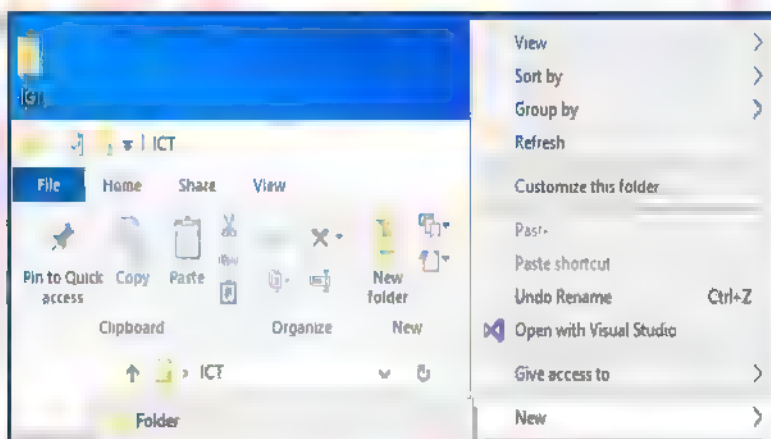 ICT
ICT
File Home Share View
Pin to Quick access
Copy
Paste
New folder
Clipboard
Organize
New
ICT
Folder
View
Sort by
Group by
Refresh
Customize this folder
Paste
Paste shortcut
Undo Rename Ctrl+Z
Open with Visual Studio
Give access to
New